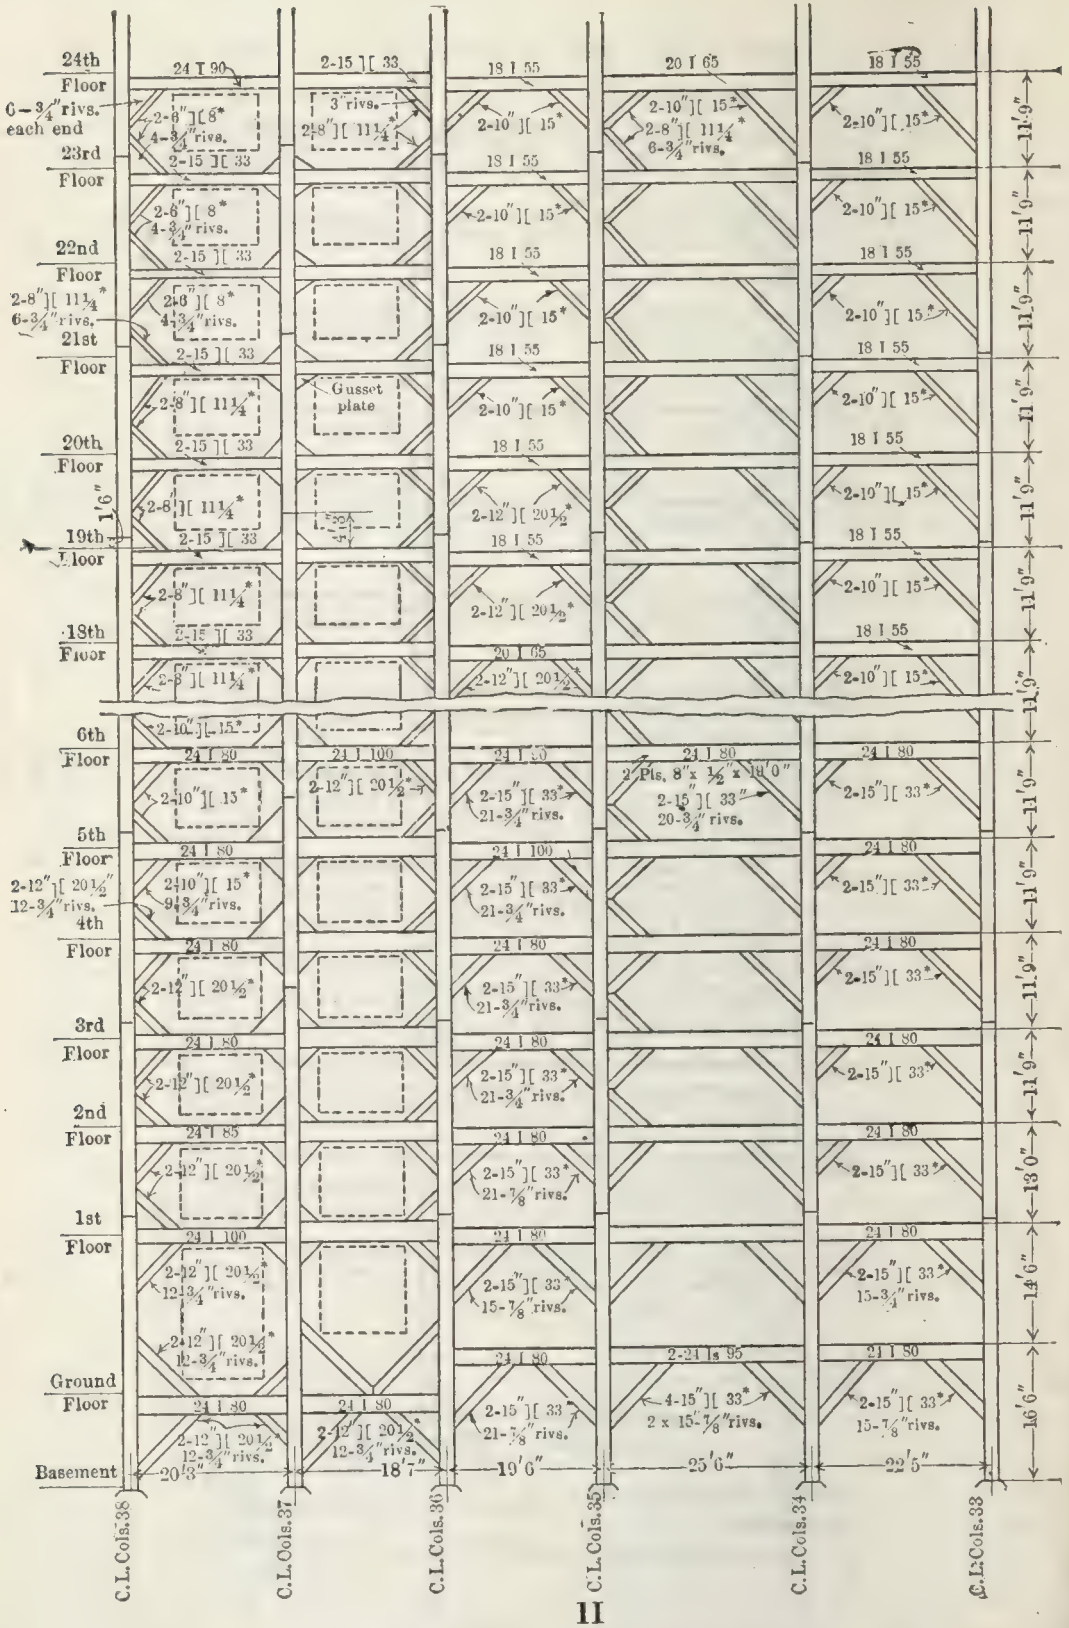 24th
24 I 90
2-15 ][ 33
18 I 55
20 I 65
18 I 55
Floor
6-3/4" rivs.
each end
2-6" ][ 8#
4-3/4" rivs.
2-15 ][ 33
3" rivs.
2-8" ][ 11 1/4#
2-10" ][ 15#
2-10" ][ 15#
2-8" ][ 11 1/4#
6-3/4" rivs.
2-10" ][ 15#
11'9"
23rd
18 I 55
18 I 55
Floor
2-6" ][ 8#
4-3/4" rivs.
2-15 ][ 33
2-10" ][ 15#
2-10" ][ 15#
11'9"
22nd
18 I 55
18 I 55
Floor
2-8" ][ 11 1/4#
6-3/4" rivs.
2-6" ][ 8#
4-3/4" rivs.
2-15 ][ 33
2-10" ][ 15#
2-10" ][ 15#
11'9"
21st
18 I 55
18 I 55
Floor
2-8" ][ 11 1/4#
2-15 ][ 33
Gusset
plate
2-10" ][ 15#
2-10" ][ 15#
11'9"
20th
18 I 55
18 I 55
Floor
1'6"
2-8" ][ 11 1/4#
2-15 ][ 33
2-12" ][ 20 1/2#
2-10" ][ 15#
11'9"
19th
18 I 55
18 I 55
Floor
2-8" ][ 11 1/4#
2-15 ][ 33
2-12" ][ 20 1/2#
2-10" ][ 15#
11'9"
18th
18 I 55
Floor
20 I 65
2-8" ][ 11 1/4#
2-12" ][ 20 1/2#
2-10" ][ 15#
11'9"
2-10" ][ 15#
6th
Floor
24 I 80
24 I 100
24 I 80
24 I 80
2-10" ][ 15#
2-12" ][ 20 1/2#
2-15" ][ 33#
21-3/4" rivs.
2 Pls. 8" x 1/2" x 19'0"
2-15" ][ 33"
20-3/4" rivs.
2-15" ][ 33#
11'9"
5th
Floor
24 I 80
24 I 100
24 I 80
2-12" ][ 20 1/2"
12-3/4" rivs.
2-10" ][ 15#
9-3/4" rivs.
2-15" ][ 33#
21-3/4" rivs.
2-15" ][ 33#
11'9"
4th
Floor
24 I 80
24 I 80
24 I 80
2-12" ][ 20 1/2#
2-15" ][ 33#
21-3/4" rivs.
2-15" ][ 33#
11'9"
3rd
Floor
24 I 80
24 I 80
24 I 80
2-12" ][ 20 1/2#
2-15" ][ 33#
21-3/4" rivs.
2-15" ][ 33#
11'9"
2nd
Floor
24 I 85
24 I 80
24 I 80
2-12" ][ 20 1/2#
2-15" ][ 33#
21-7/8" rivs.
2-15" ][ 33#
13'0"
1st
Floor
24 I 100
24 I 80
24 I 80
2-12" ][ 20 1/2#
12-3/4" rivs.
2-12" ][ 20 1/2#
12-3/4" rivs.
2-15" ][ 33#
15-7/8" rivs.
2-15" ][ 33#
15-3/4" rivs.
14'6"
24 I 80
2-24 Is 95
24 I 80
Ground
Floor
24 I 80
24 I 80
2-12" ][ 20 1/2"
12-3/4" rivs.
2-12" ][ 20 1/2#
12-3/4" rivs.
2-15" ][ 33#
21-7/8" rivs.
4-15" ][ 33#
2 x 15-7/8" rivs.
2-15" ][ 33#
15-7/8" rivs.
16'6"
Basement
20'3"
18'7"
19'6"
25'6"
22'5"
C.L.Cols.38
C.L.Cols.37
C.L.Cols.36
C.L.Cols.35
C.L.Cols.34
C.L.Cols.33
11